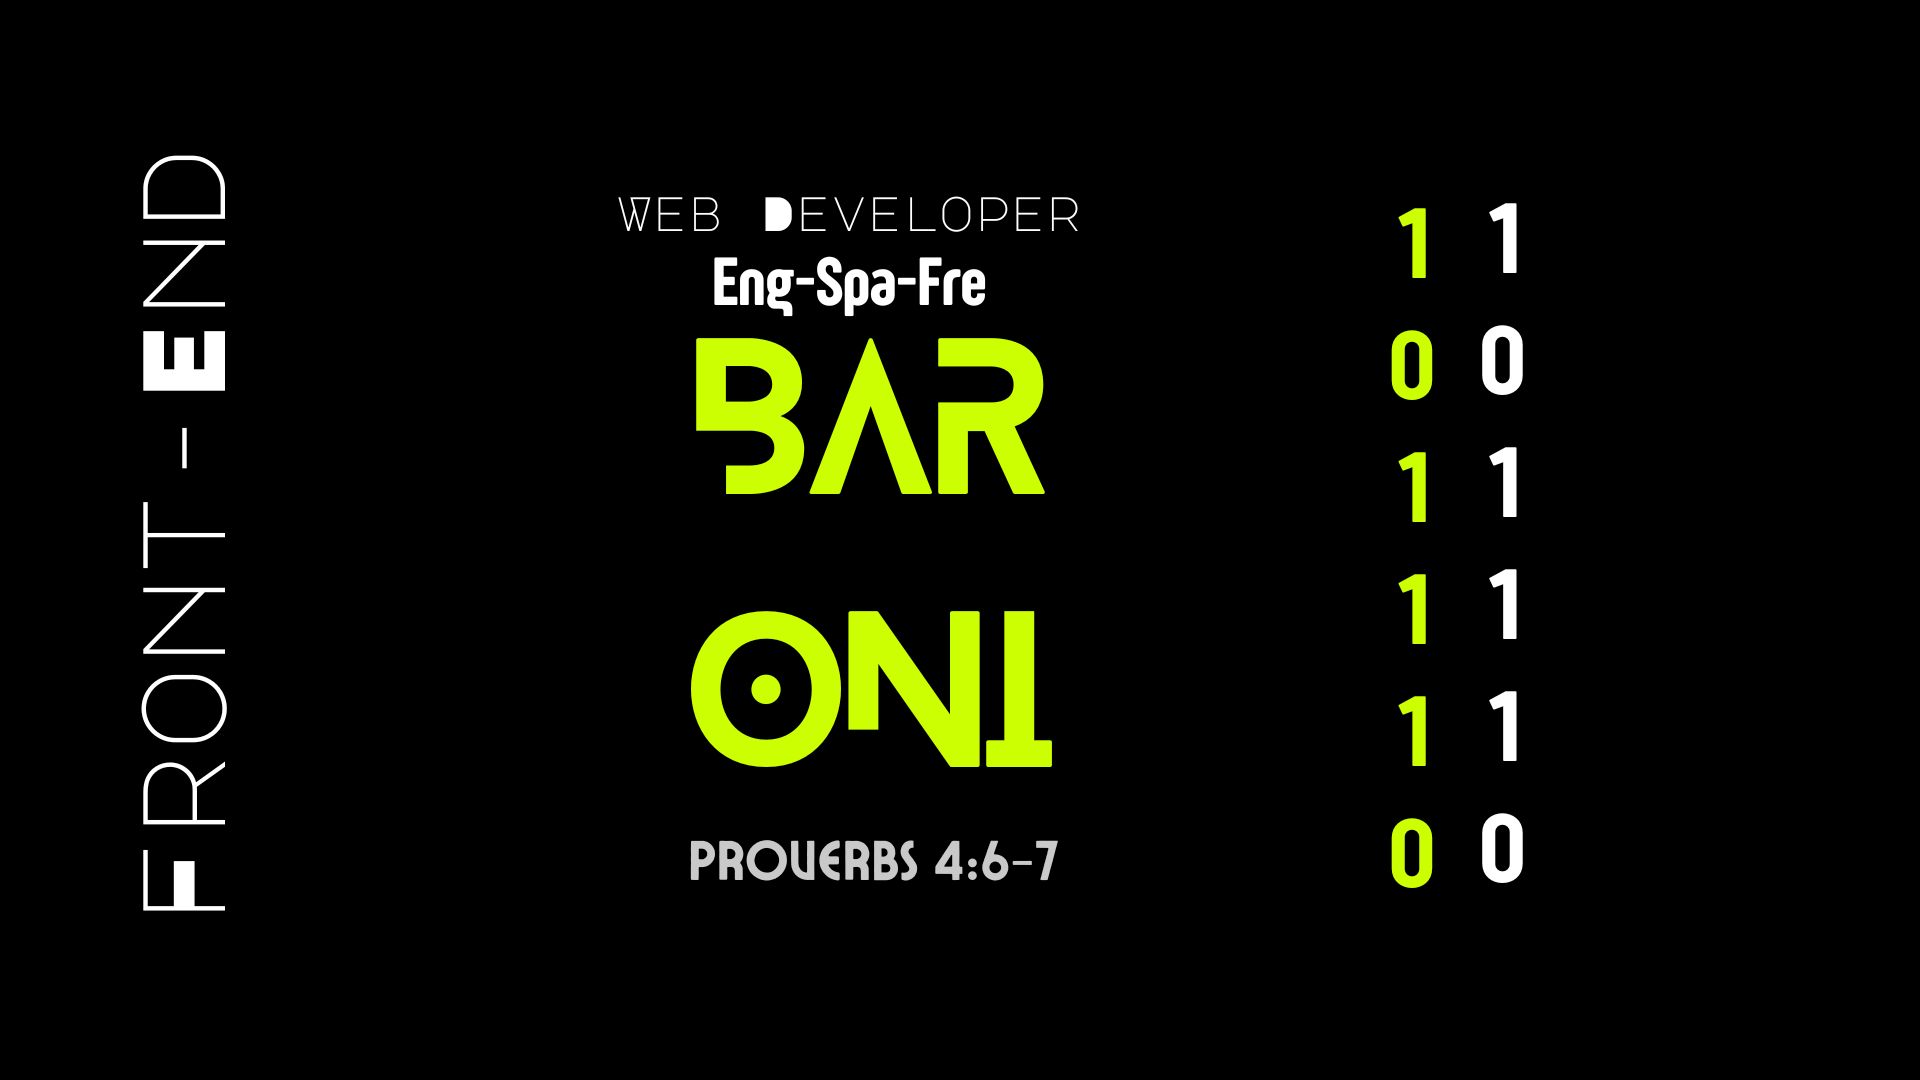 FRONT-END
WEB DEVELOPER
Eng-Spa-Fre
BAR
ONI
PROVERBS 4:6-7
1 1
0 0
1 1
1 1
1 1
0 0